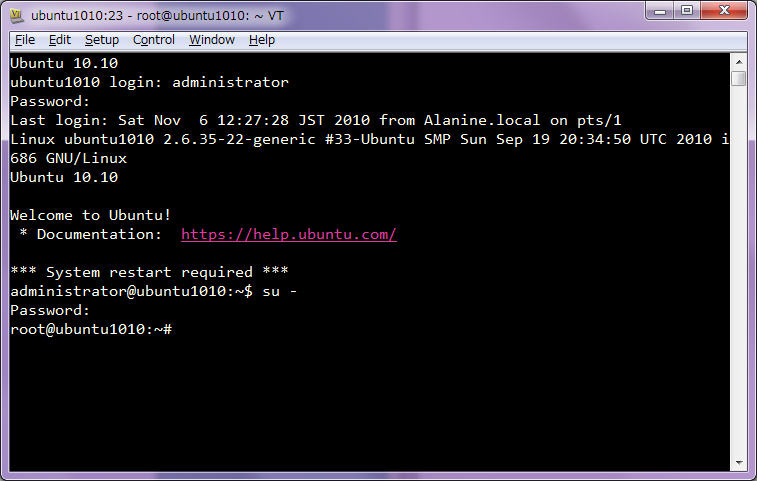 ubuntu1010:23 - root@ubuntu1010: ~ VT
File Edit Setup Control Window Help
Ubuntu 10.10
ubuntu1010 login: administrator
Password:
Last login: Sat Nov  6 12:27:28 JST 2010 from Alanine.local on pts/1
Linux ubuntu1010 2.6.35-22-generic #33-Ubuntu SMP Sun Sep 19 20:34:50 UTC 2010 i
686 GNU/Linux
Ubuntu 10.10
Welcome to Ubuntu!
 * Documentation:  https://help.ubuntu.com/
*** System restart required ***
administrator@ubuntu1010:~$ su -
Password:
root@ubuntu1010:~#